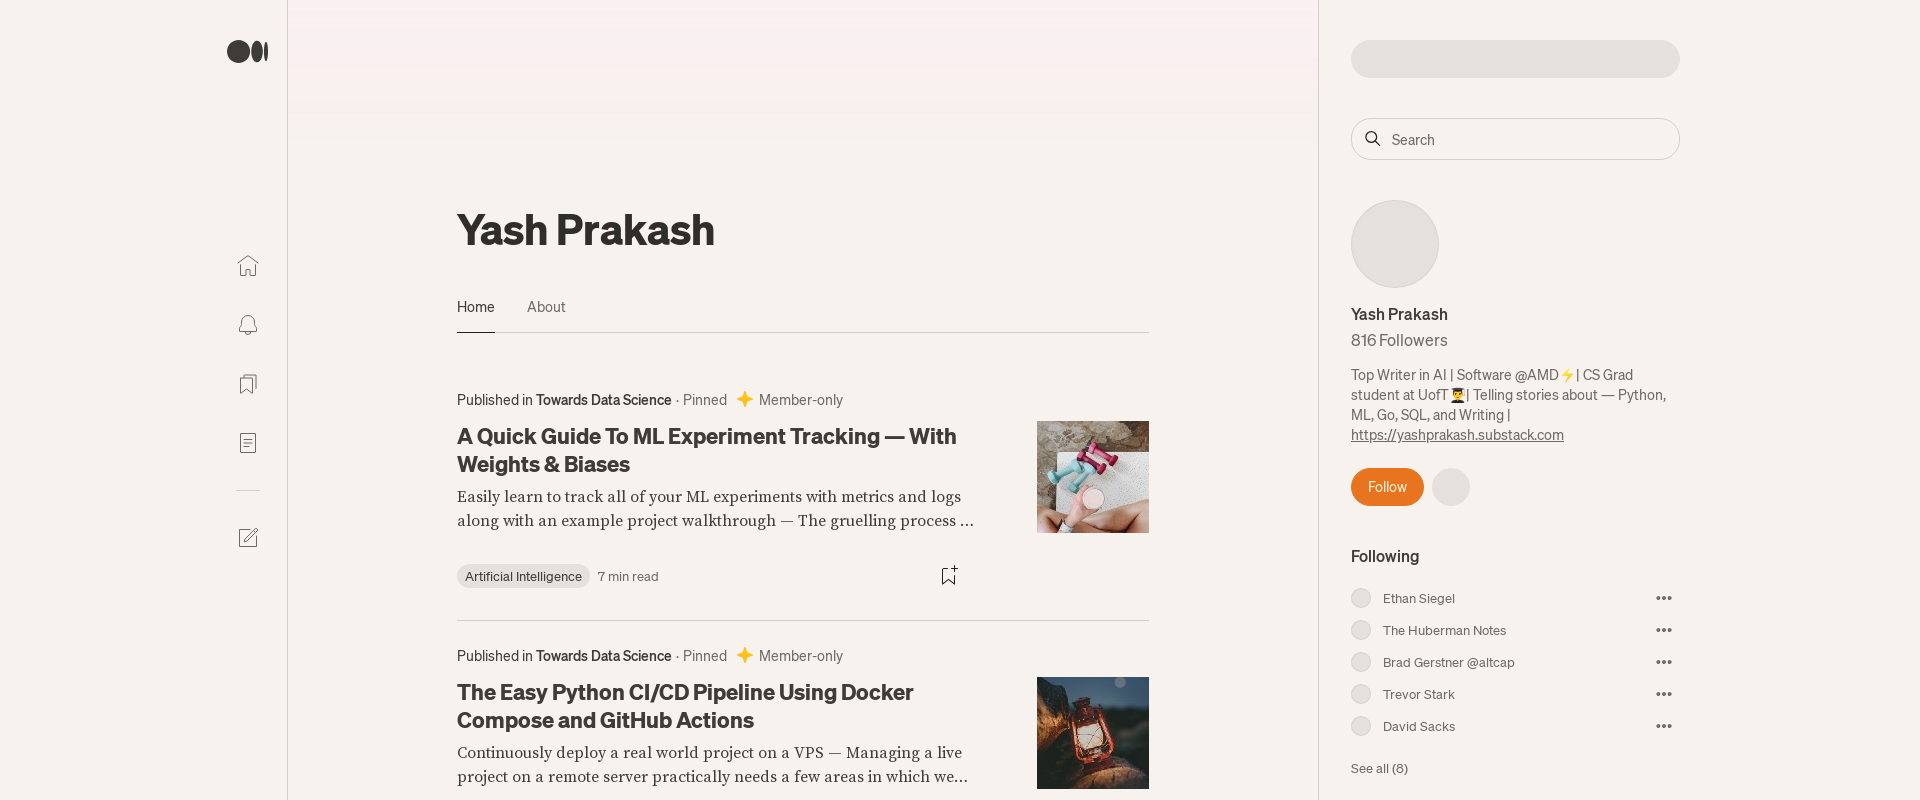 Yash Prakash
Home
About
Published in Towards Data Science · Pinned
Member-only
A Quick Guide To ML Experiment Tracking — With
Weights & Biases
Easily learn to track all of your ML experiments with metrics and logs
along with an example project walkthrough — The gruelling process …
Artificial Intelligence
7 min read
Published in Towards Data Science · Pinned
Member-only
The Easy Python CI/CD Pipeline Using Docker
Compose and GitHub Actions
Continuously deploy a real world project on a VPS — Managing a live
project on a remote server practically needs a few areas in which we…
Search
Yash Prakash
816 Followers
Top Writer in AI | Software @AMD⚡| CS Grad
student at UofT👨‍🎓| Telling stories about — Python,
ML, Go, SQL, and Writing |
https://yashprakash.substack.com
Follow
Following
Ethan Siegel
The Huberman Notes
Brad Gerstner @altcap
Trevor Stark
David Sacks
See all (8)